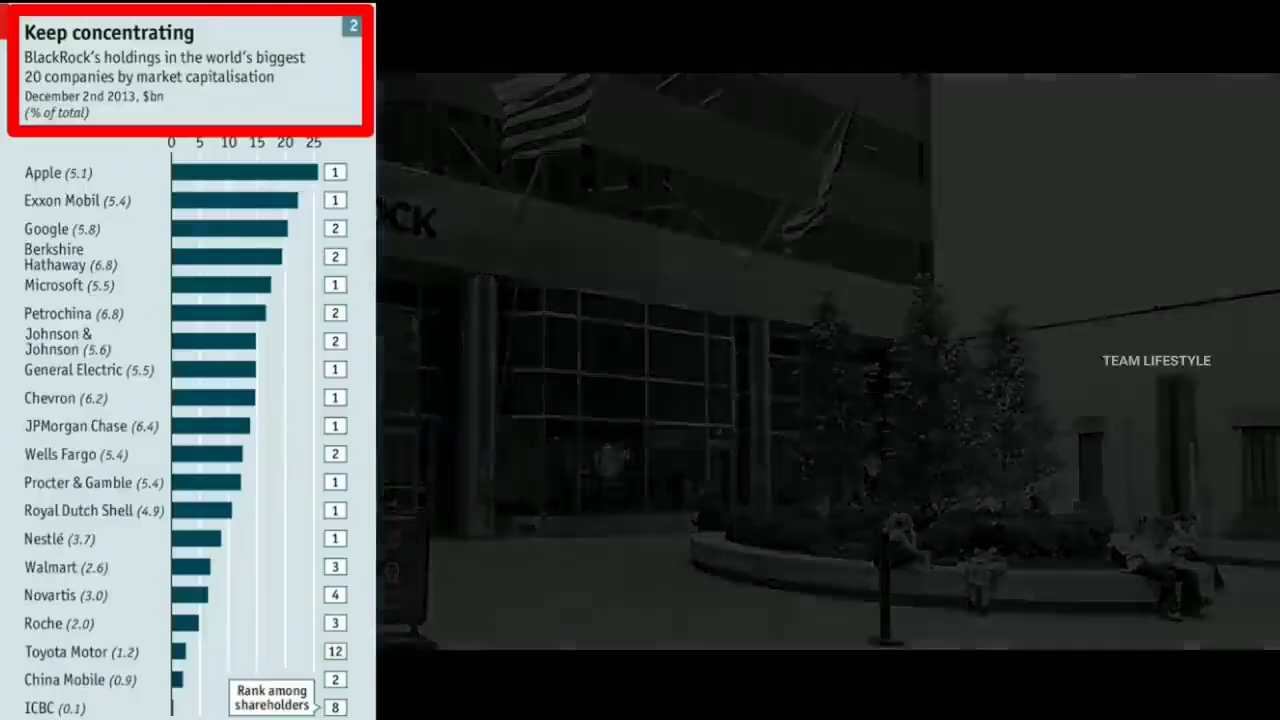 Keep concentrating
2
BlackRock's holdings in the world's biggest
20 companies by market capitalisation
December 2nd 2013, $bn
(% of total)
0 5 10 15 20 25
Apple (5.1) 1
Exxon Mobil (5.4) 1
Google (5.8) 2
Berkshire
Hathaway (6.8) 2
Microsoft (5.5) 1
Petrochina (6.8) 2
Johnson &
Johnson (5.6) 2
General Electric (5.5) 1
Chevron (6.2) 1
JPMorgan Chase (6.4) 1
Wells Fargo (5.4) 2
Procter & Gamble (5.4) 1
Royal Dutch Shell (4.9) 1
Nestlé (3.7) 1
Walmart (2.6) 3
Novartis (3.0) 4
Roche (2.0) 3
Toyota Motor (1.2) 12
China Mobile (0.9) 2
Rank among
shareholders
ICBC (0.1) 8
OCK
TEAM LIFESTYLE